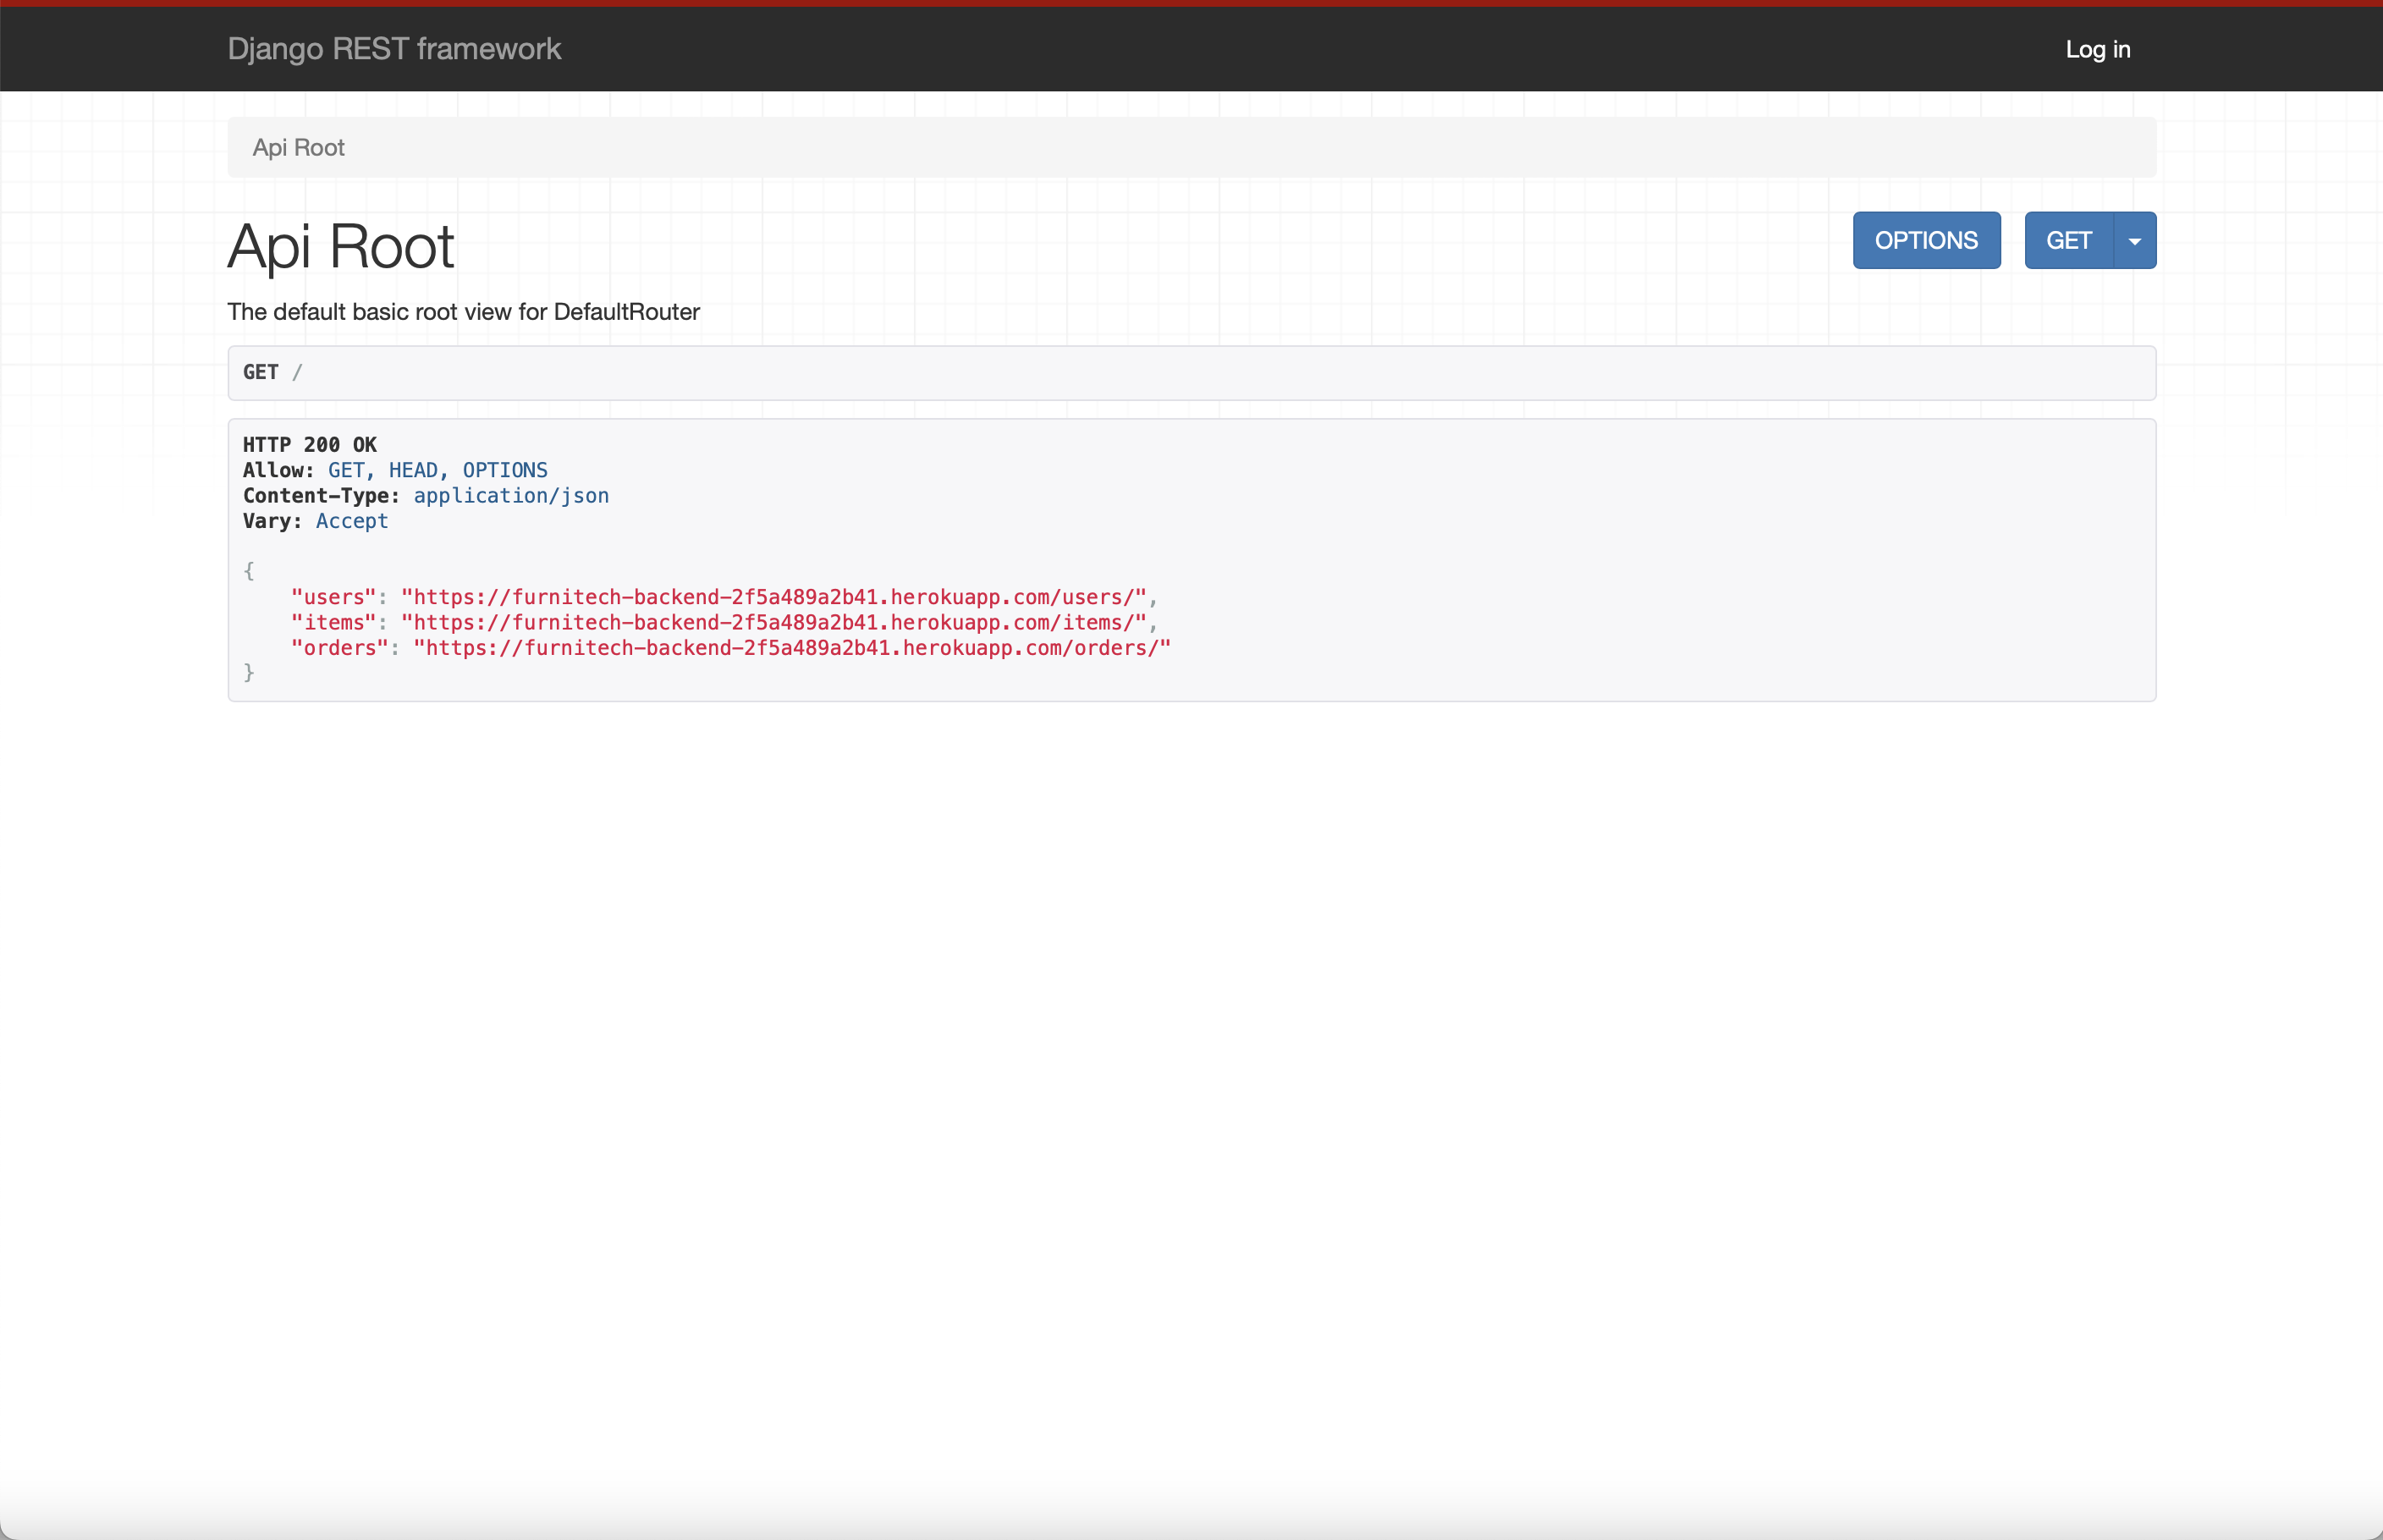 Django REST framework
Log in
Api Root
Api Root
OPTIONS
GET
The default basic root view for DefaultRouter
GET /
HTTP 200 OK
Allow: GET, HEAD, OPTIONS
Content-Type: application/json
Vary: Accept
{
    "users": "https://furnitech-backend-2f5a489a2b41.herokuapp.com/users/",
    "items": "https://furnitech-backend-2f5a489a2b41.herokuapp.com/items/",
    "orders": "https://furnitech-backend-2f5a489a2b41.herokuapp.com/orders/"
}